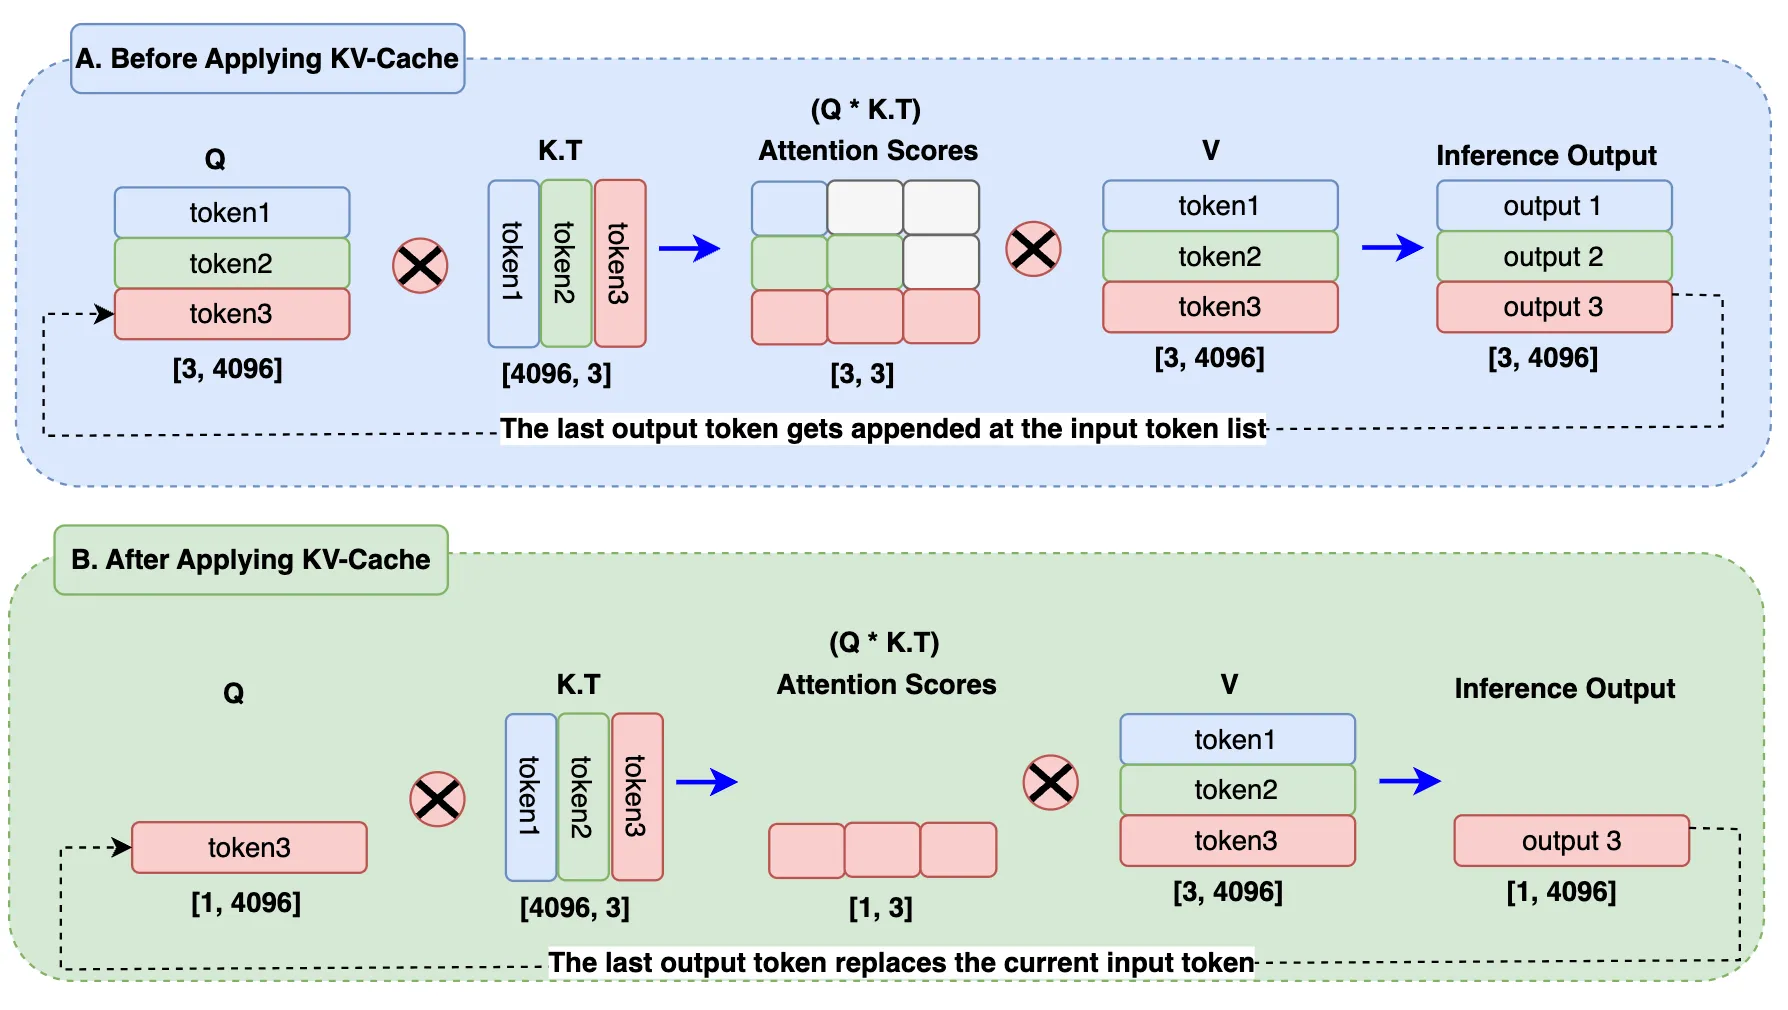 A. Before Applying KV-Cache
Q
token1
token2
token3
[3, 4096]
K.T
token1
token2
token3
[4096, 3]
(Q * K.T)
Attention Scores
[3, 3]
V
token1
token2
token3
[3, 4096]
Inference Output
output 1
output 2
output 3
[3, 4096]
The last output token gets appended at the input token list
B. After Applying KV-Cache
Q
token3
[1, 4096]
K.T
token1
token2
token3
[4096, 3]
(Q * K.T)
Attention Scores
[1, 3]
V
token1
token2
token3
[3, 4096]
Inference Output
output 3
[1, 4096]
The last output token replaces the current input token